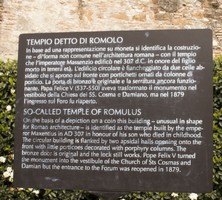 TEMPIO DETTO DI ROMOLO
In base ad una rappresentazione su moneta si identifica la costruzio-
ne – di forma non comune nell'architettura romana – con il tempio
che l'Imperatore Massenzio edificò nel 307 d.C. in onore del figlio
morto in tenera età. L'edificio circolare è fiancheggiato da due celle ab-
sidate che si aprono sul fronte con portichetti ornati da colonne di
porfido. La porta di bronzo è originale e la serratura ancora funzio-
nante. Papa Felice V (537-550) aveva trasformato il monumento nel
vestibolo della Chiesa dei SS. Cosma e Damiano, ma nel 1879
l'ingresso sul Foro fu riaperto.
SO-CALLED TEMPLE OF ROMULUS
On the basis of a depiction on a coin this building – unusual in shape
for Roman architecture – is identified as the temple built by the empe-
ror Maxentius in AD 307 in honour of his son who died in childhood.
The circular building is flanked by two apsidal halls opening onto the
front with little porticoes decorated with porphyry columns. The
bronze door is original and the lock still works. Pope Felix V turned
the monument into the vestibule of the Church of Sts Cosmas and
Damian but the entrance to the Forum was reopened in 1879.